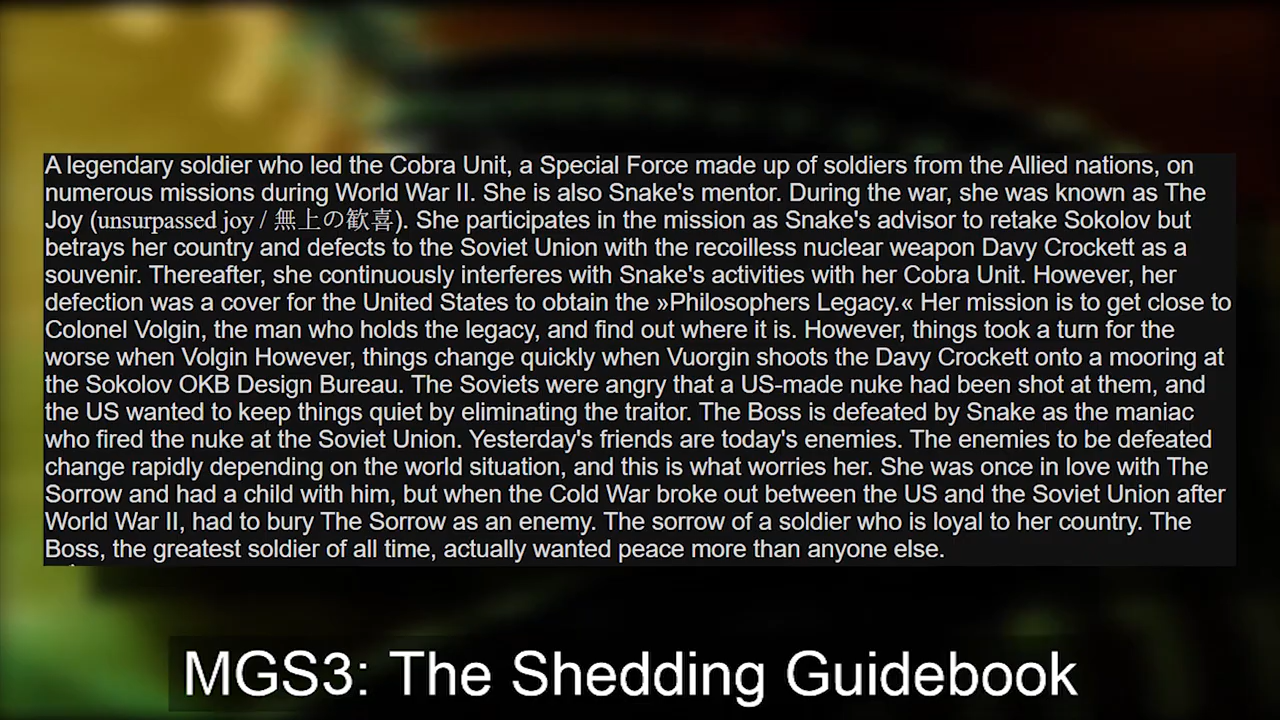 A legendary soldier who led the Cobra Unit, a Special Force made up of soldiers from the Allied nations, on
numerous missions during World War II. She is also Snake's mentor. During the war, she was known as The
Joy (unsurpassed joy / 無上の歓喜). She participates in the mission as Snake's advisor to retake Sokolov but
betrays her country and defects to the Soviet Union with the recoilless nuclear weapon Davy Crockett as a
souvenir. Thereafter, she continuously interferes with Snake's activities with her Cobra Unit. However, her
defection was a cover for the United States to obtain the »Philosophers Legacy.« Her mission is to get close to
Colonel Volgin, the man who holds the legacy, and find out where it is. However, things took a turn for the
worse when Volgin However, things change quickly when Vuorgin shoots the Davy Crockett onto a mooring at
the Sokolov OKB Design Bureau. The Soviets were angry that a US-made nuke had been shot at them, and
the US wanted to keep things quiet by eliminating the traitor. The Boss is defeated by Snake as the maniac
who fired the nuke at the Soviet Union. Yesterday's friends are today's enemies. The enemies to be defeated
change rapidly depending on the world situation, and this is what worries her. She was once in love with The
Sorrow and had a child with him, but when the Cold War broke out between the US and the Soviet Union after
World War II, had to bury The Sorrow as an enemy. The sorrow of a soldier who is loyal to her country. The
Boss, the greatest soldier of all time, actually wanted peace more than anyone else.
MGS3: The Shedding Guidebook